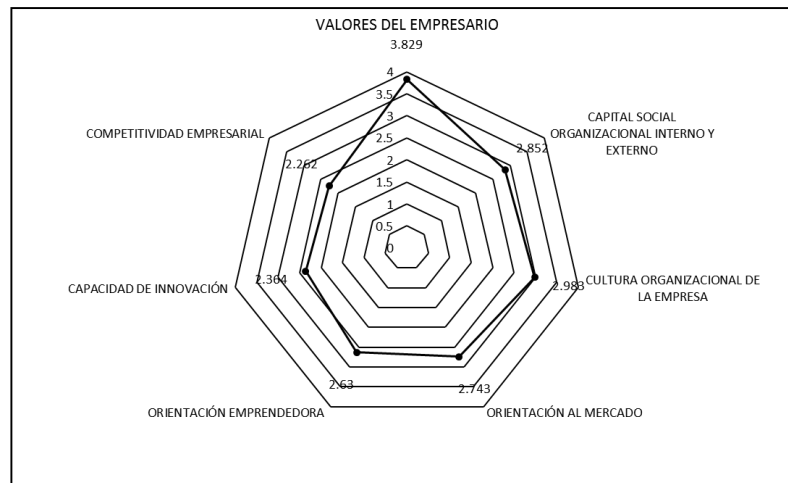 VALORES DEL EMPRESARIO
3.829
4
3.5
3
2.5
2
1.5
1
0.5
0
CAPITAL SOCIAL
ORGANIZACIONAL INTERNO Y
EXTERNO
2.852
CULTURA ORGANIZACIONAL DE
LA EMPRESA
2.983
ORIENTACIÓN AL MERCADO
2.743
ORIENTACIÓN EMPRENDEDORA
2.63
CAPACIDAD DE INNOVACIÓN
2.364
COMPETITIVIDAD EMPRESARIAL
2.262